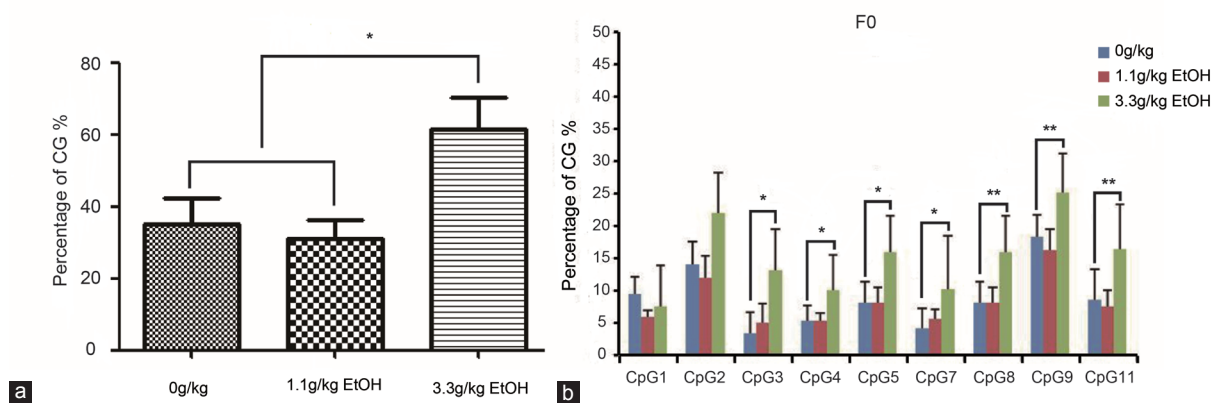 *
Percentage of CG %
80
60
40
20
0
0g/kg
1.1g/kg EtOH
3.3g/kg EtOH
a
F0
0g/kg
1.1g/kg EtOH
3.3g/kg EtOH
Percentage of CG %
50
45
40
35
30
25
20
15
10
5
0
* * * * ** ** **
CpG1 CpG2 CpG3 CpG4 CpG5 CpG7 CpG8 CpG9 CpG11
b